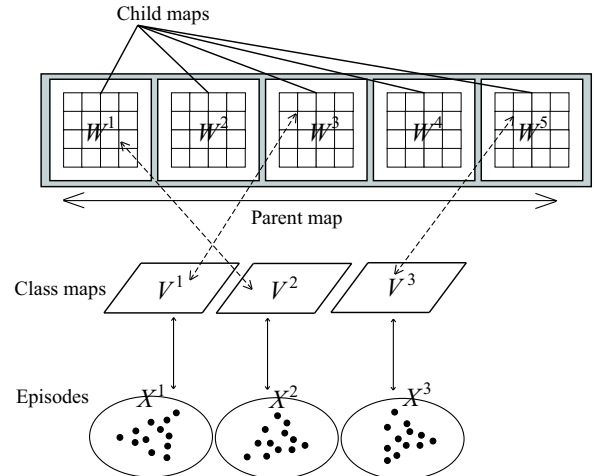 Child maps
W¹ W² W³ W⁴ W⁵
Parent map
Class maps V¹ V² V³
Episodes X¹ X² X³